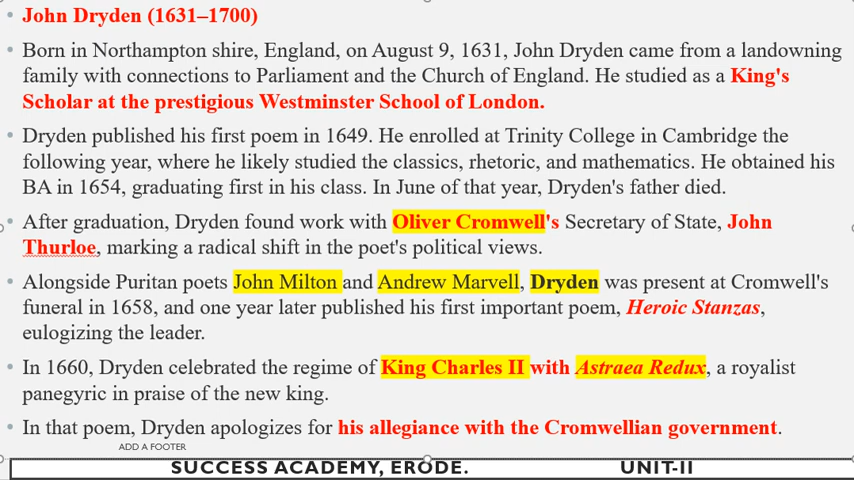 John Dryden (1631–1700)
Born in Northampton shire, England, on August 9, 1631, John Dryden came from a landowning
family with connections to Parliament and the Church of England. He studied as a King's
Scholar at the prestigious Westminster School of London.
Dryden published his first poem in 1649. He enrolled at Trinity College in Cambridge the
following year, where he likely studied the classics, rhetoric, and mathematics. He obtained his
BA in 1654, graduating first in his class. In June of that year, Dryden's father died.
After graduation, Dryden found work with Oliver Cromwell's Secretary of State, John
Thurloe, marking a radical shift in the poet's political views.
Alongside Puritan poets John Milton and Andrew Marvell, Dryden was present at Cromwell's
funeral in 1658, and one year later published his first important poem, Heroic Stanzas,
eulogizing the leader.
In 1660, Dryden celebrated the regime of King Charles II with Astraea Redux, a royalist
panegyric in praise of the new king.
In that poem, Dryden apologizes for his allegiance with the Cromwellian government.
ADD A FOOTER
SUCCESS ACADEMY, ERODE. UNIT-II